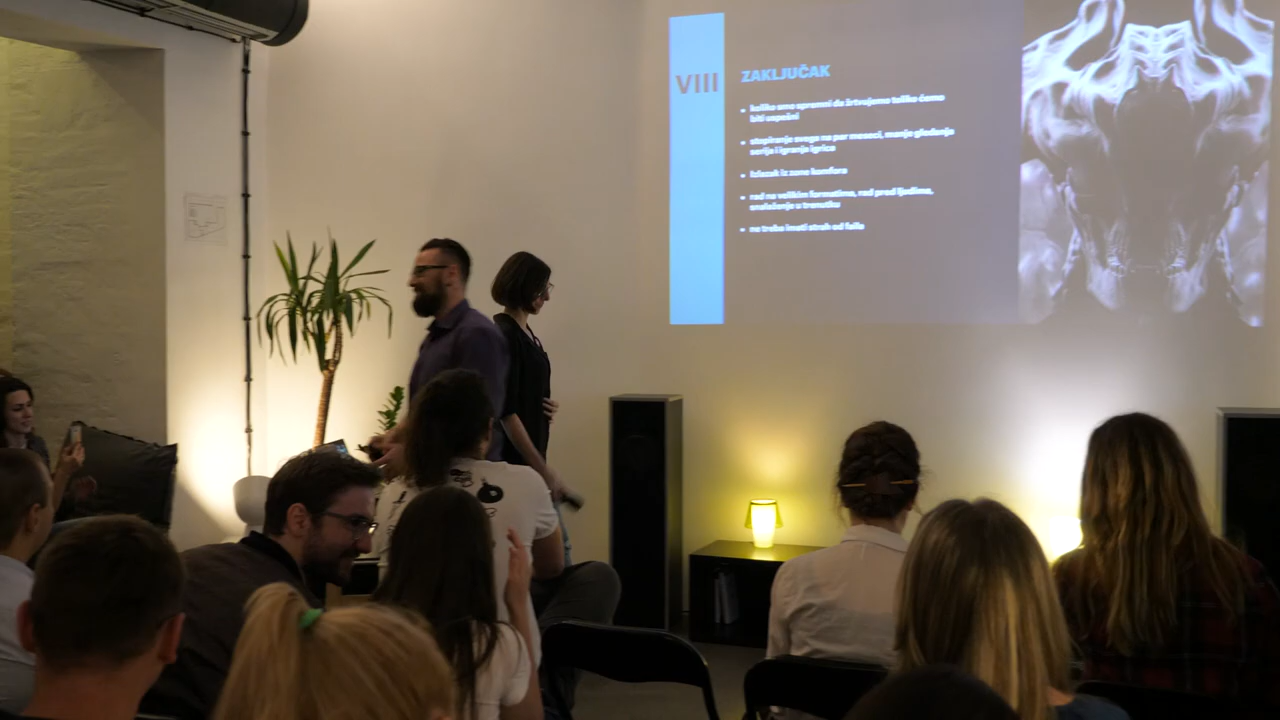 VIII
ZAKLJUČAK
koliko smo spremni da žrtvujemo toliko ćemo
biti uspešni
stopiranje svega na par meseci, manje gledanja
serija i igranja igrica
izlazak iz zone komfora
rad na velikim formatima, rad pred ljudima,
snalaženje u trenutku
ne treba imati strah od faila